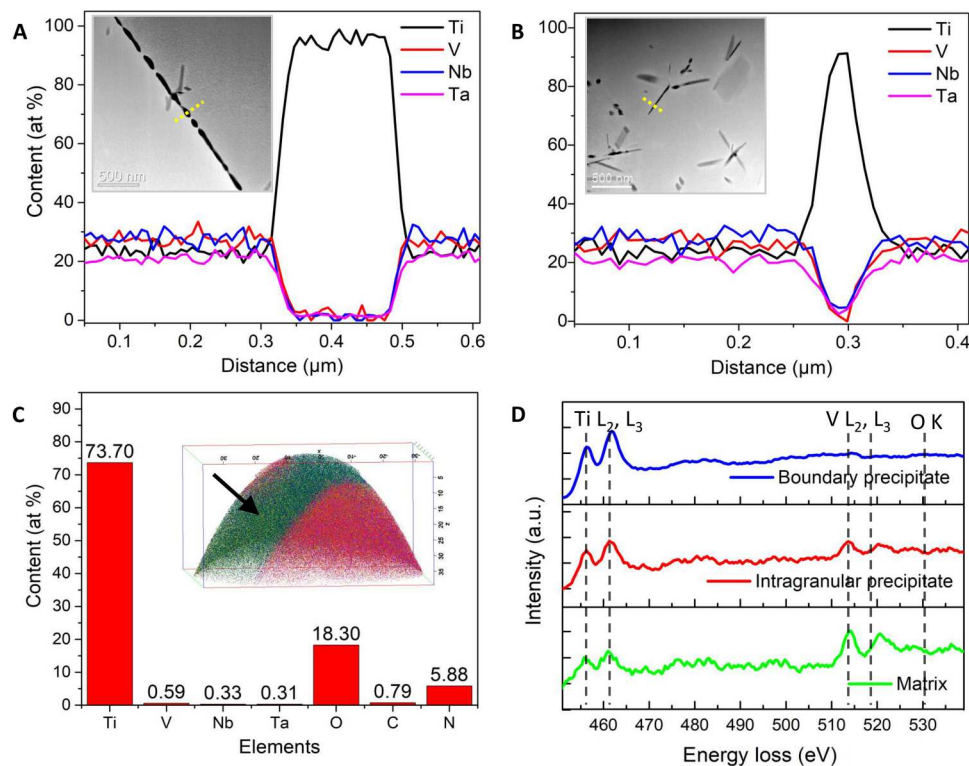 A
Content (at %)
100
80
60
40
20
0
500 nm
Ti
V
Nb
Ta
0.1 0.2 0.3 0.4 0.5 0.6
Distance (μm)
B
100
80
60
40
20
0
500 nm
Ti
V
Nb
Ta
0.1 0.2 0.3 0.4
Distance (μm)
C
Content (at %)
90
80
70
60
50
40
30
20
10
0
73.70
0.59
0.33
0.31
18.30
0.79
5.88
Ti V Nb Ta O C N
Elements
D
Intensity (a.u.)
Ti L2, L3
V L2, L3
O K
Boundary precipitate
Intragranular precipitate
Matrix
460 470 480 490 500 510 520 530
Energy loss (eV)